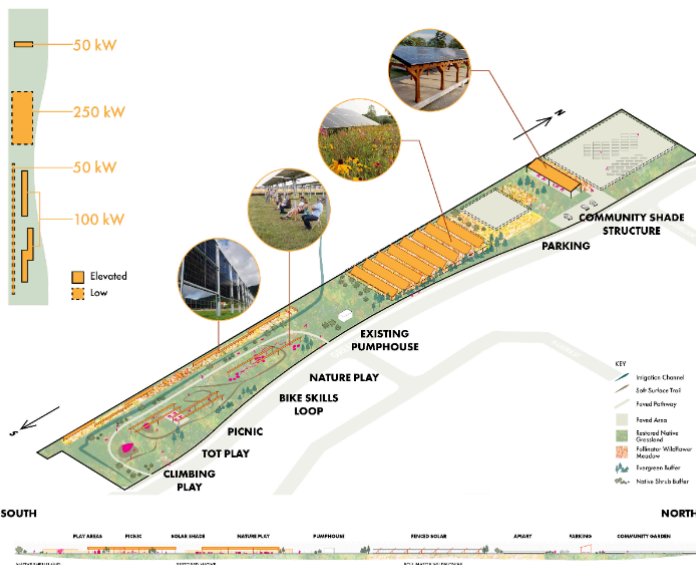 50 kW
250 kW
50 kW
100 kW
Elevated
Low
N
COMMUNITY SHADE
STRUCTURE
PARKING
EXISTING
PUMPHOUSE
NATURE PLAY
BIKE SKILLS
LOOP
PICNIC
TOT PLAY
CLIMBING
PLAY
S
KEY
Irrigation Channel
Soft Surface Trail
Paved Pathway
Paved Area
Restored Native
Grassland
Pollinator Wildflower
Meadow
Evergreen Buffer
Native Shrub Buffer
SOUTH
NORTH
PLAY AREAS PICNIC SOLAR SHADE NATURE PLAY PUMPHOUSE FENCED SOLAR APIARY PARKING COMMUNITY GARDEN